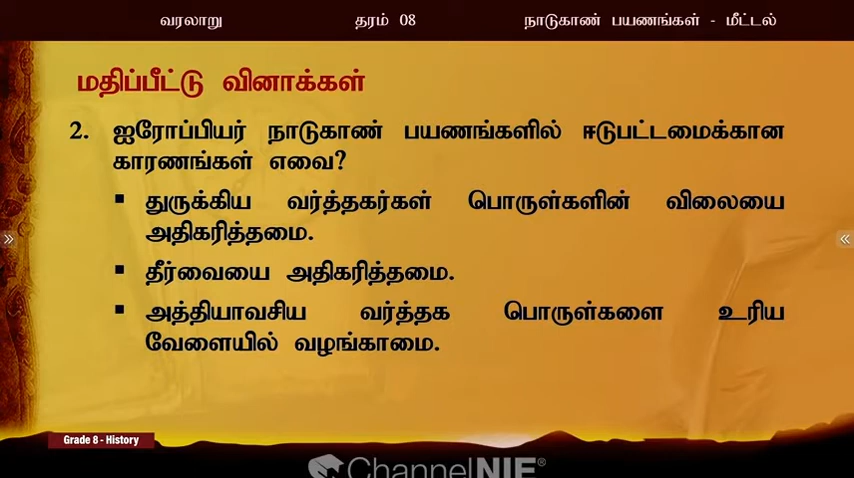 வரலாறு தரம் 08 நாடுகாண் பயணங்கள் - மீட்டல்
மதிப்பீட்டு வினாக்கள்
2. ஐரோப்பியர் நாடுகாண் பயணங்களில் ஈடுபட்டமைக்கான
காரணங்கள் எவை?
▪ துருக்கிய வர்த்தகர்கள் பொருள்களின் விலையை
அதிகரித்தமை.
▪ தீர்வையை அதிகரித்தமை.
▪ அத்தியாவசிய வர்த்தக பொருள்களை உரிய
வேளையில் வழங்காமை.
Grade 8 - History
ChannelNIE®